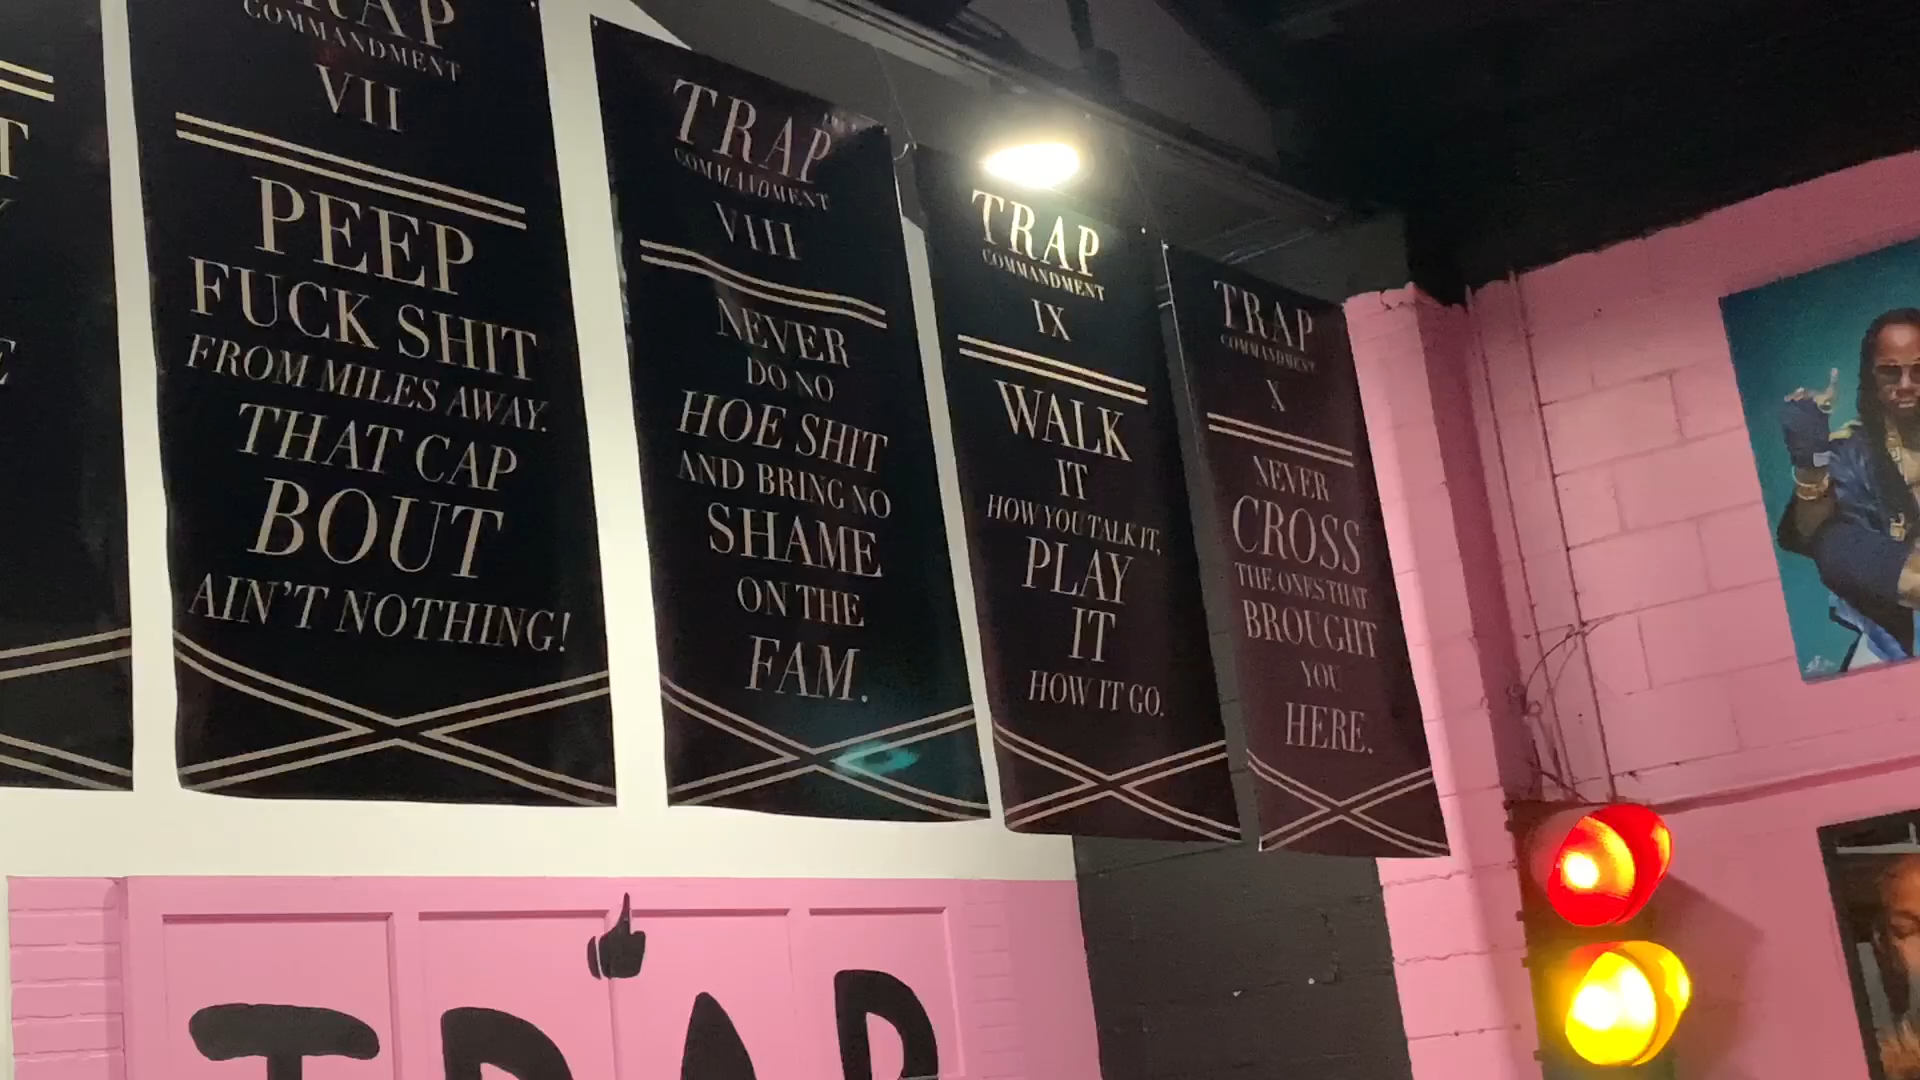 TRAP
COMMANDMENT
VII
PEEP
FUCK SHIT
FROM MILES AWAY.
THAT CAP
BOUT
AIN'T NOTHING!
TRAP
COMMANDMENT
VIII
NEVER
DO NO
HOE SHIT
AND BRING NO
SHAME
ON THE
FAM.
TRAP
COMMANDMENT
IX
WALK
IT
HOW YOU TALK IT,
PLAY
IT
HOW IT GO.
TRAP
COMMANDMENT
X
NEVER
CROSS
THE ONES THAT
BROUGHT
YOU
HERE.
TRAP